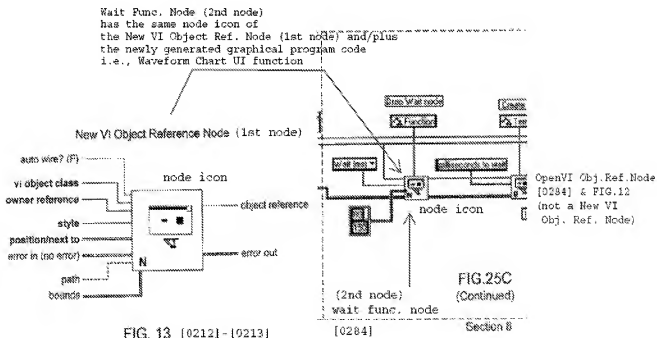 Wait Func. Node (2nd node)
has the same node icon of
the New VI Object Ref. Node (1st node) and/plus
the newly generated graphical program code
i.e., Waveform Chart UI function
New VI Object Reference Node (1st node)
auto wire? (F)
vi object class
owner reference
style
position/next to
error in (no error)
path
bounds
node icon
N
object reference
error out
FIG. 13 [0212]-[0213]
Drop Wait node
Function
Create
Wait (ms)
milliseconds to wait
node icon
OpenVI Obj.Ref.Node
[0284] & FIG.12
(not a New VI
Obj. Ref. Node)
(2nd node)
wait func. node
[0284]
FIG.25C
(Continued)
Section 8